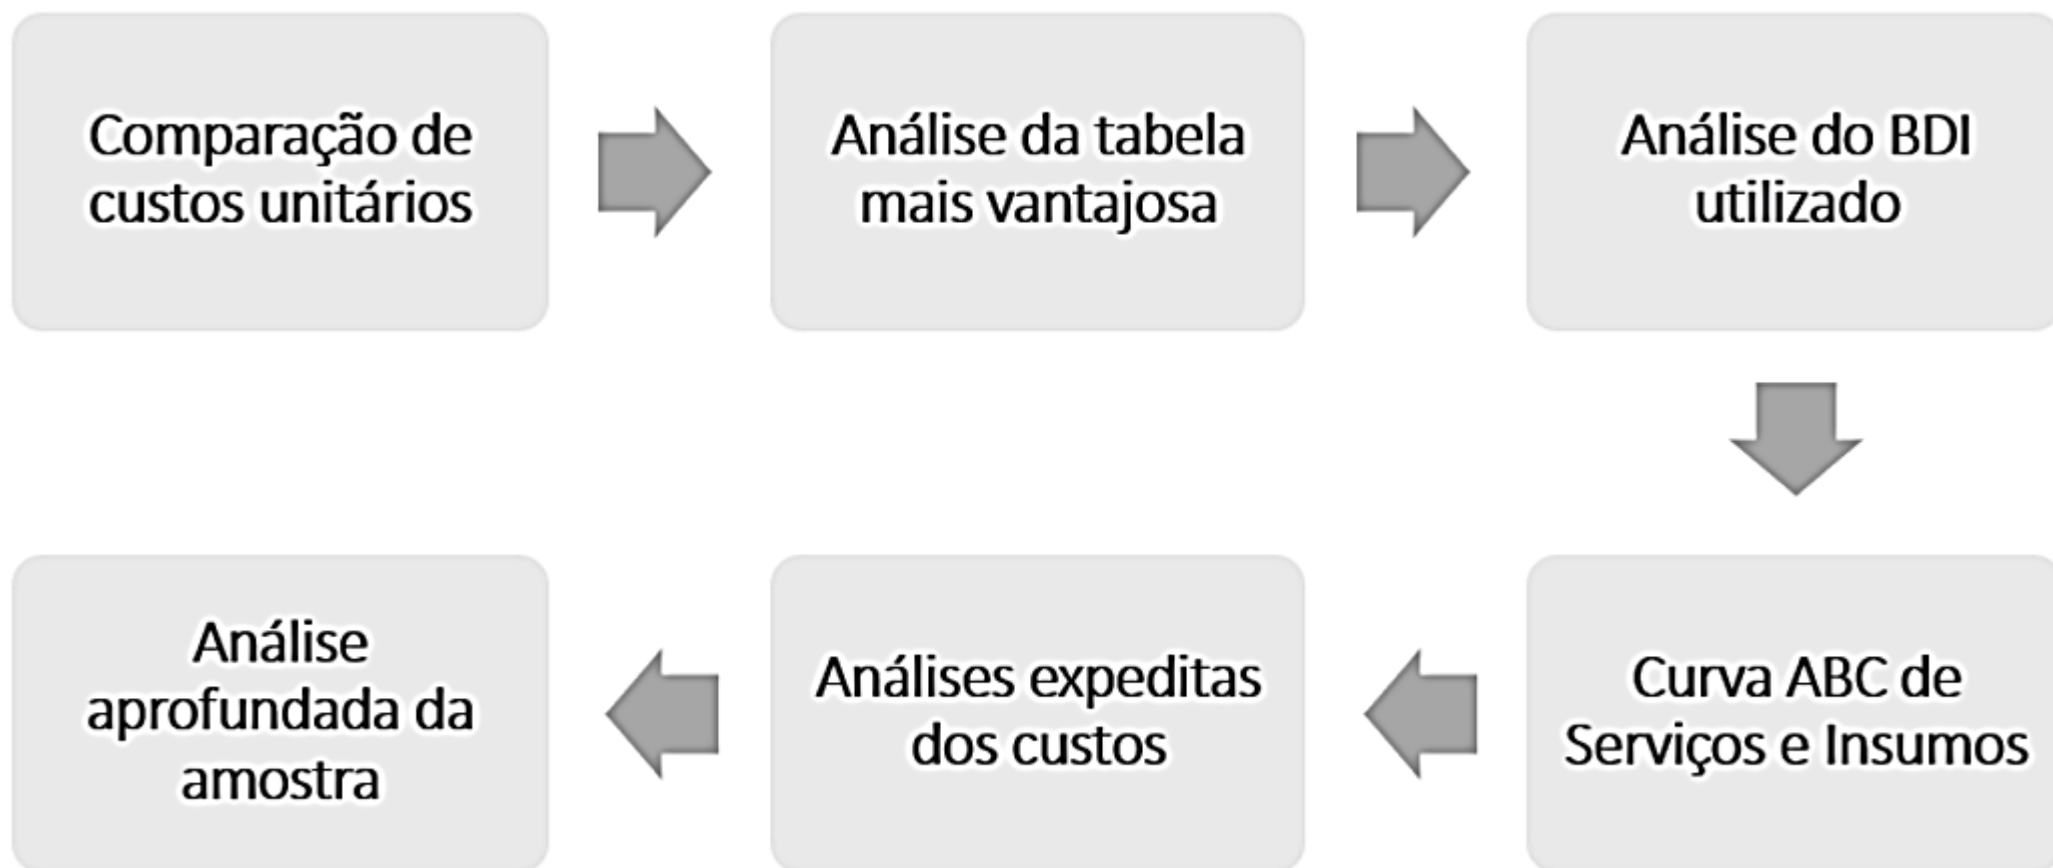 Comparação de
custos unitários
Análise da tabela
mais vantajosa
Análise do BDI
utilizado
Curva ABC de
Serviços e Insumos
Análises expeditas
dos custos
Análise
aprofundada da
amostra